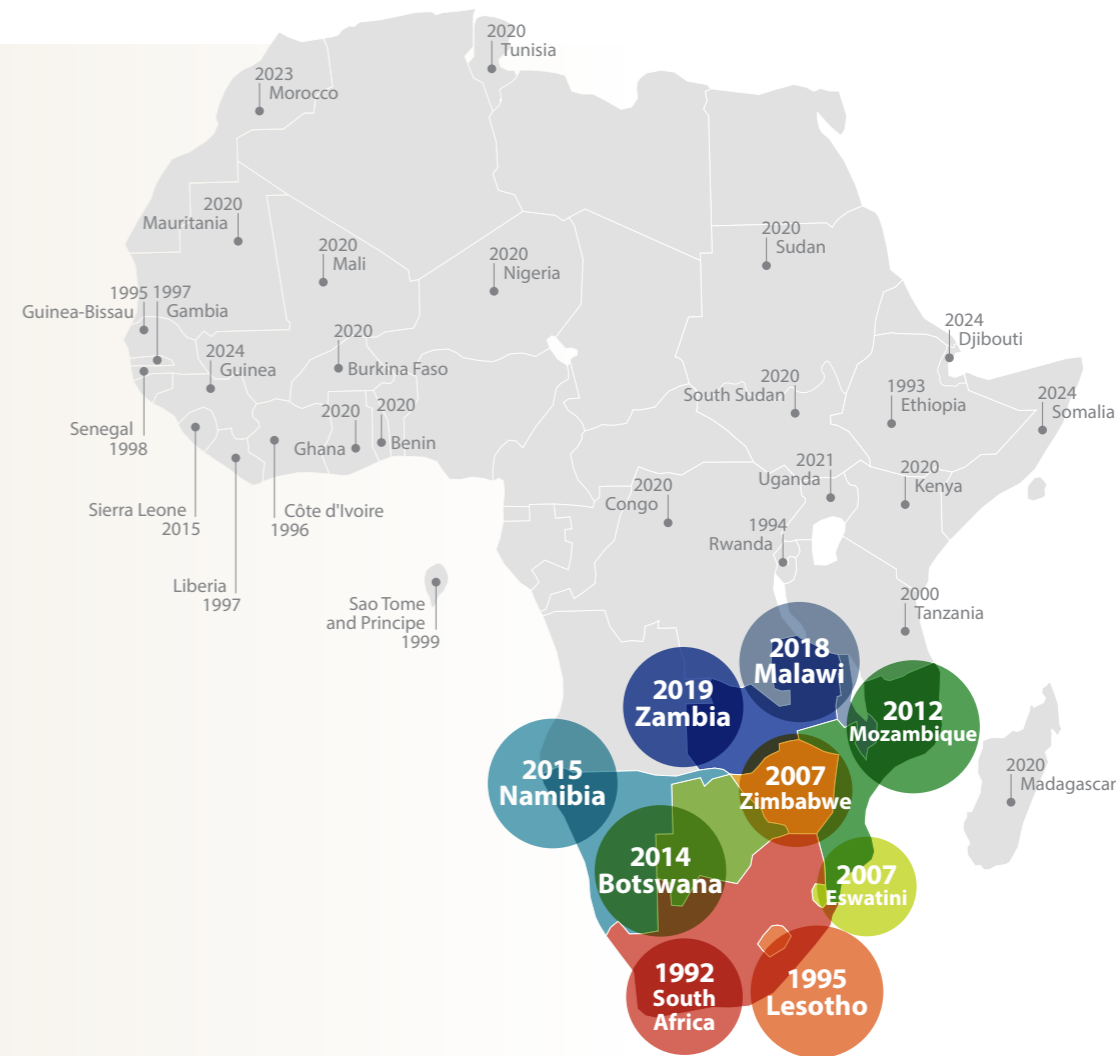 2020
Tunisia
2023
Morocco
2020
Mauritania
2020
Mali
2020
Nigeria
2020
Sudan
1995
Guinea-Bissau
1997
Gambia
2024
Guinea
2020
Burkina Faso
2024
Djibouti
2020
South Sudan
1993
Ethiopia
2024
Somalia
Senegal
1998
2020
Ghana
2020
Benin
2021
Uganda
2020
Kenya
2020
Congo
Sierra Leone
2015
Côte d'Ivoire
1996
1994
Rwanda
Liberia
1997
Sao Tome
and Principe
1999
2000
Tanzania
2018
Malawi
2019
Zambia
2012
Mozambique
2015
Namibia
2007
Zimbabwe
2020
Madagascar
2014
Botswana
2007
Eswatini
1992
South
Africa
1995
Lesotho